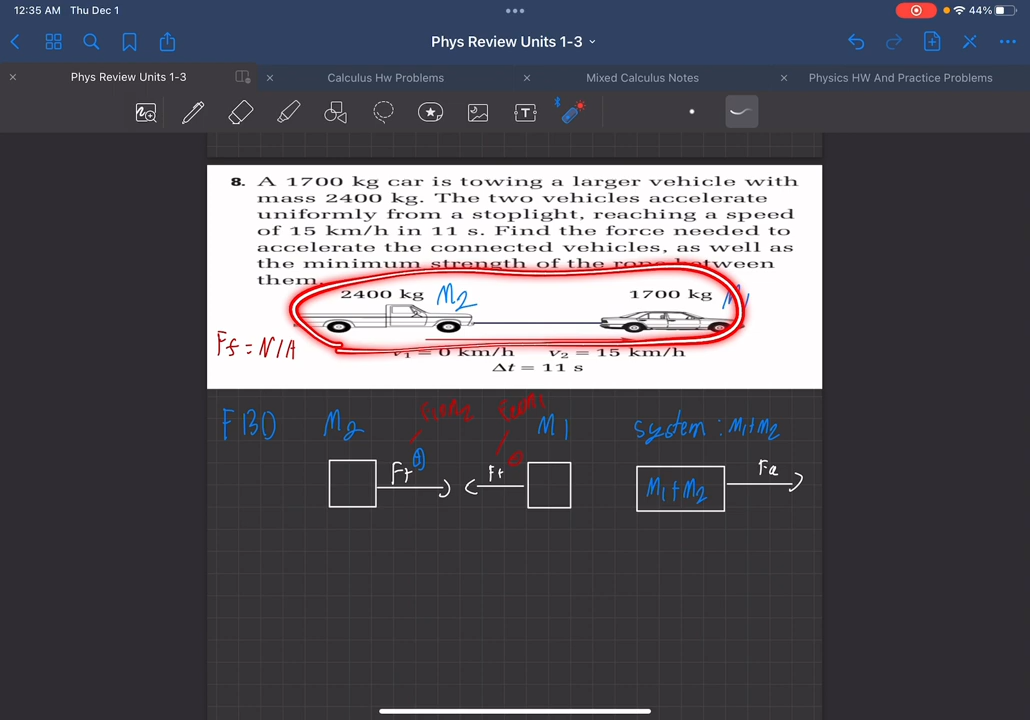 12:35 AM Thu Dec 1
44%
Phys Review Units 1-3
Phys Review Units 1-3
Calculus Hw Problems
Mixed Calculus Notes
Physics HW And Practice Problems
8. A 1700 kg car is towing a larger vehicle with
mass 2400 kg. The two vehicles accelerate
uniformly from a stoplight, reaching a speed
of 15 km/h in 11 s. Find the force needed to
accelerate the connected vehicles, as well as
the minimum strength of the rope between
them.
2400 kg M2 1700 kg
Ff = N/A
v1 = 0 km/h v2 = 15 km/h
Δt = 11 s
FBD M2 M1 system : M1+M2
Ft Ft M1+M2 Fa